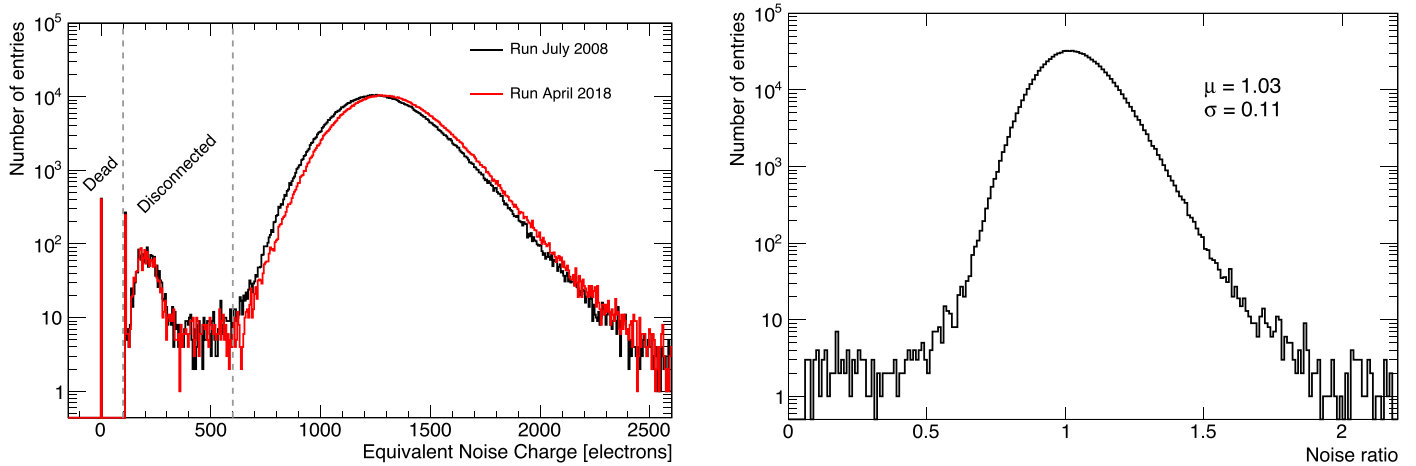 Number of entries
10^5
10^4
10^3
10^2
10
1
Dead
Disconnected
Run July 2008
Run April 2018
0 500 1000 1500 2000 2500
Equivalent Noise Charge [electrons]
Number of entries
10^5
10^4
10^3
10^2
10
1
μ = 1.03
σ = 0.11
0 0.5 1 1.5 2
Noise ratio